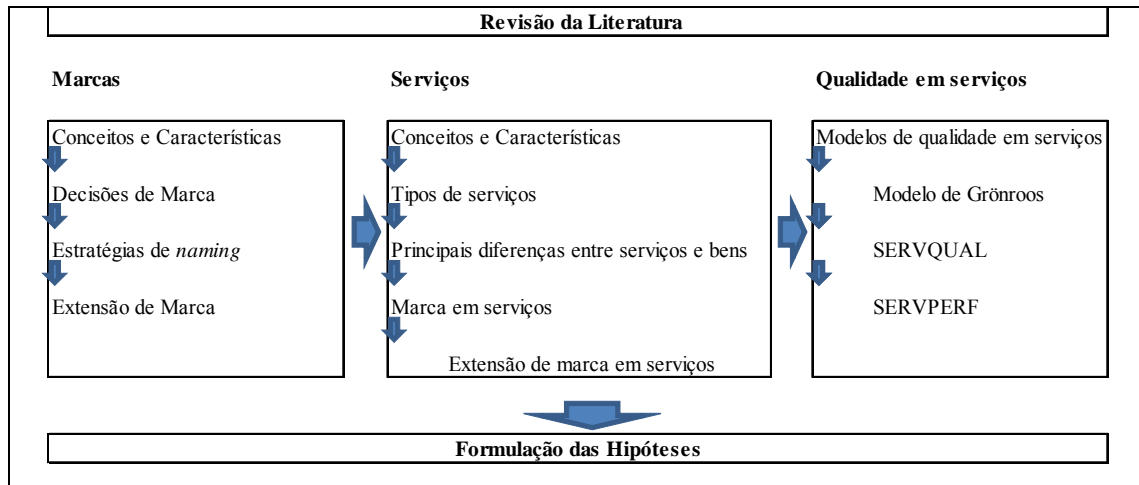 Revisão da Literatura
Marcas
Conceitos e Características
Decisões de Marca
Estratégias de naming
Extensão de Marca
Serviços
Conceitos e Características
Tipos de serviços
Principais diferenças entre serviços e bens
Marca em serviços
Extensão de marca em serviços
Qualidade em serviços
Modelos de qualidade em serviços
Modelo de Grönroos
SERVQUAL
SERVPERF
Formulação das Hipóteses